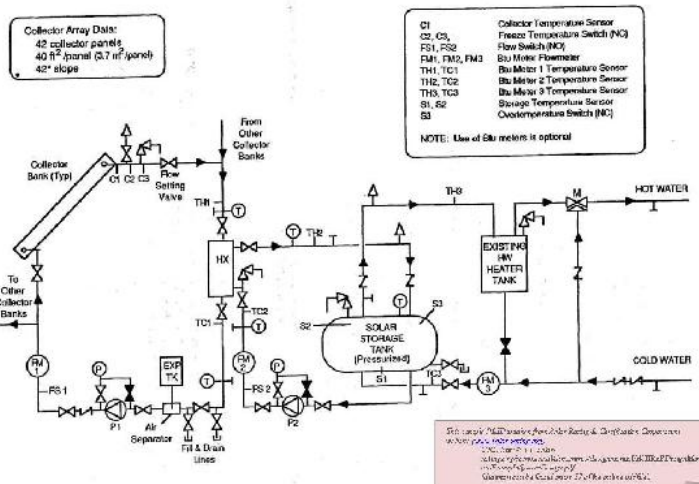 Collector Array Data:
42 collector panels
40 ft² /panel (3.7 m² /panel)
42° slope
C1 Collector Temperature Sensor
C2, C3, Freeze Temperature Switch (NC)
FS1, FS2 Flow Switch (NO)
FM1, FM2, FM3 Btu Meter Flowmeter
TH1, TC1 Btu Meter 1 Temperature Sensor
TH2, TC2 Btu Meter 2 Temperature Sensor
TH3, TC3 Btu Meter 3 Temperature Sensor
S1, S2 Storage Temperature Sensor
S3 Overtemperature Switch (NC)
NOTE: Use of Btu meters is optional
From
Other
Collector
Banks
Collector
Bank (Typ)
C1 C2 C3
Flow
Setting
Valve
TH1
T
T
TH2
TH3
M
HOT WATER
HX
EXISTING
HW
HEATER
TANK
To
Other
Collector
Banks
TC1
TC2
T
T
S2
S3
SOLAR
STORAGE
TANK
(Pressurized)
S1
TC3
COLD WATER
FM
1
P
EXP
TK
T
FM
2
P
FM
3
FS 1
FS 2
P1
Air
Separator
P2
Fill & Drain
Lines